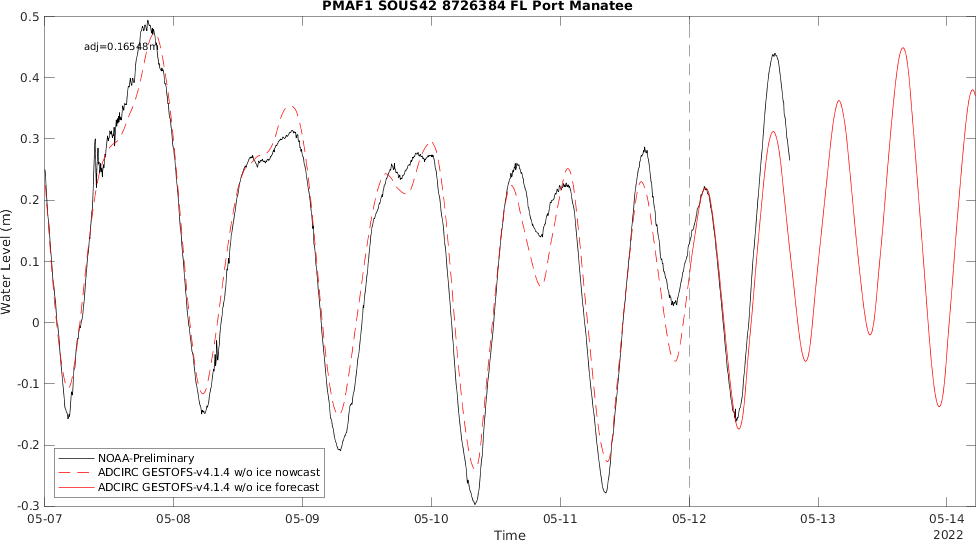 PMAF1 SOUS42 8726384 FL Port Manatee
adj=0.16548m
0.5
0.4
0.3
0.2
0.1
0
-0.1
-0.2
-0.3
Water Level (m)
NOAA-Preliminary
ADCIRC GESTOFS-v4.1.4 w/o ice nowcast
ADCIRC GESTOFS-v4.1.4 w/o ice forecast
05-07 05-08 05-09 05-10 05-11 05-12 05-13 05-14
Time
2022